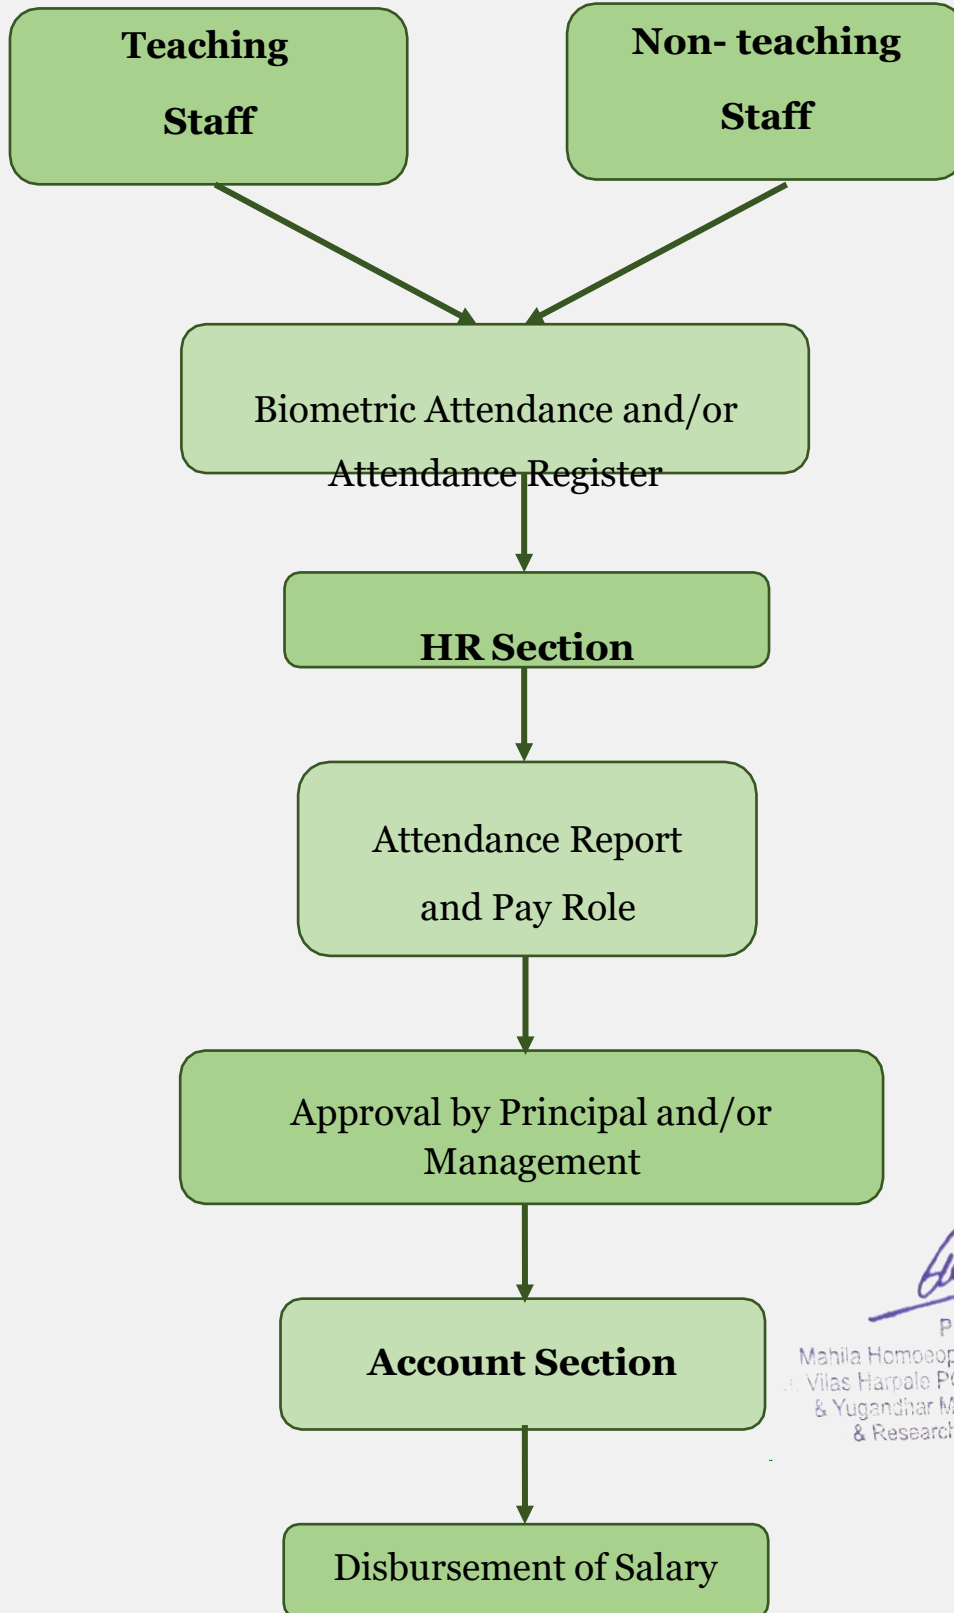 Teaching
Staff
Non- teaching
Staff
Biometric Attendance and/or
Attendance Register
HR Section
Attendance Report
and Pay Role
Approval by Principal and/or
Management
Account Section
Mahila
Vilas Harpale
& Yugandhar
& Research
Disbursement of Salary